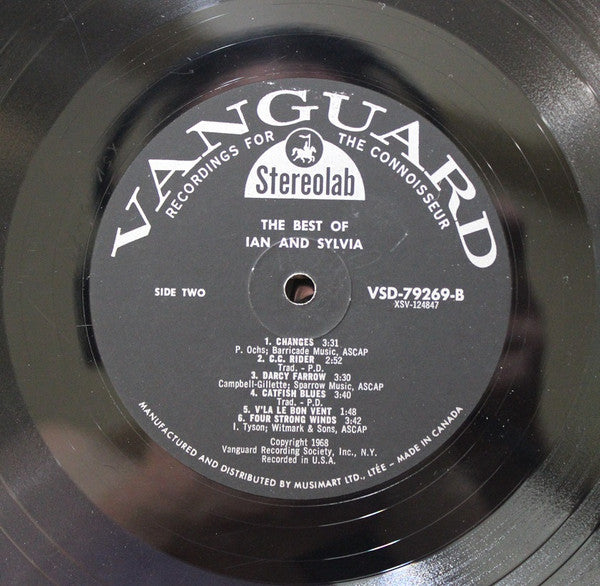 VANGUARD
RECORDINGS FOR THE CONNOISSEUR
Stereolab
THE BEST OF
IAN AND SYLVIA
SIDE TWO
VSD-79269-B
XSV-124847
1. CHANGES 3:31
P. Ochs; Barricade Music, ASCAP
2. C.C. RIDER 2:52
Trad. - P.D.
3. DARCY FARROW 3:30
Campbell-Gillette; Sparrow Music, ASCAP
4. CATFISH BLUES 3:40
Trad. - P.D.
5. V'LA LE BON VENT 1:48
6. FOUR STRONG WINDS 3:42
I. Tyson; Witmark & Sons, ASCAP
Copyright 1968
Vanguard Recording Society, Inc., N.Y.
Recorded in U.S.A.
MANUFACTURED AND DISTRIBUTED BY MUSIMART LTD., LTÉE – MADE IN CANADA